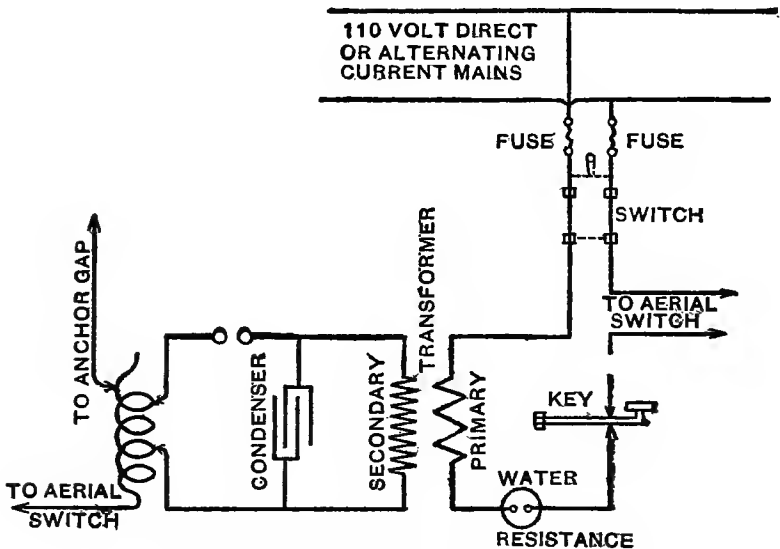 110 VOLT DIRECT
OR ALTERNATING
CURRENT MAINS
FUSE
FUSE
SWITCH
TO AERIAL
SWITCH
TRANSFORMER
TO ANCHOR GAP
CONDENSER
SECONDARY
PRIMARY
KEY
WATER
RESISTANCE
TO AERIAL
SWITCH